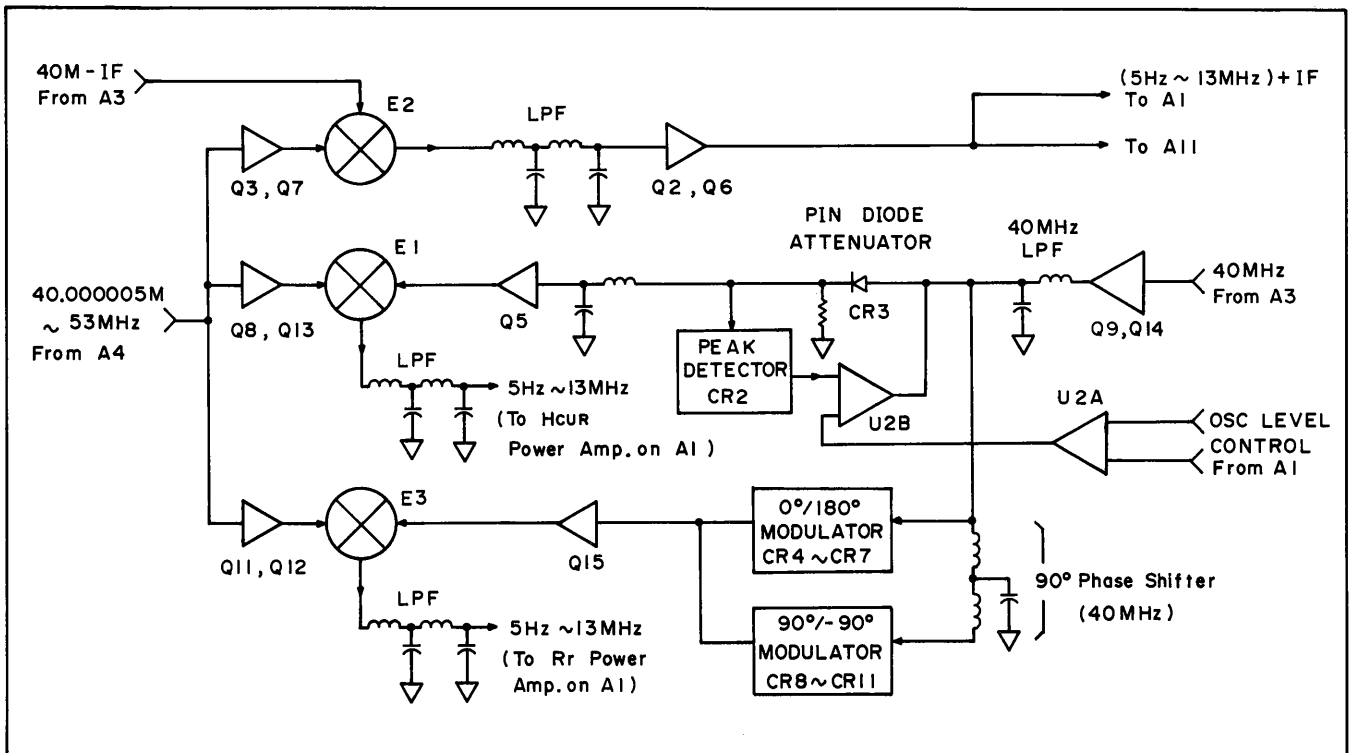 40M-IF
From A3
E2
LPF
Q3, Q7
Q2, Q6
(5Hz ~ 13MHz) + IF
To A1
To A11
40.000005M
~ 53MHz
From A4
E1
Q8, Q13
LPF
5Hz ~ 13MHz
(To HCUR
Power Amp. on A1)
Q5
PIN DIODE
ATTENUATOR
CR3
PEAK
DETECTOR
CR2
U2B
40MHz
LPF
Q9, Q14
40MHz
From A3
U2A
OSC LEVEL
CONTROL
From A1
E3
Q11, Q12
LPF
5Hz ~ 13MHz
(To Rr Power
Amp. on A1)
Q15
0°/180°
MODULATOR
CR4 ~ CR7
90°/-90°
MODULATOR
CR8 ~ CR11
90° Phase Shifter
(40MHz)